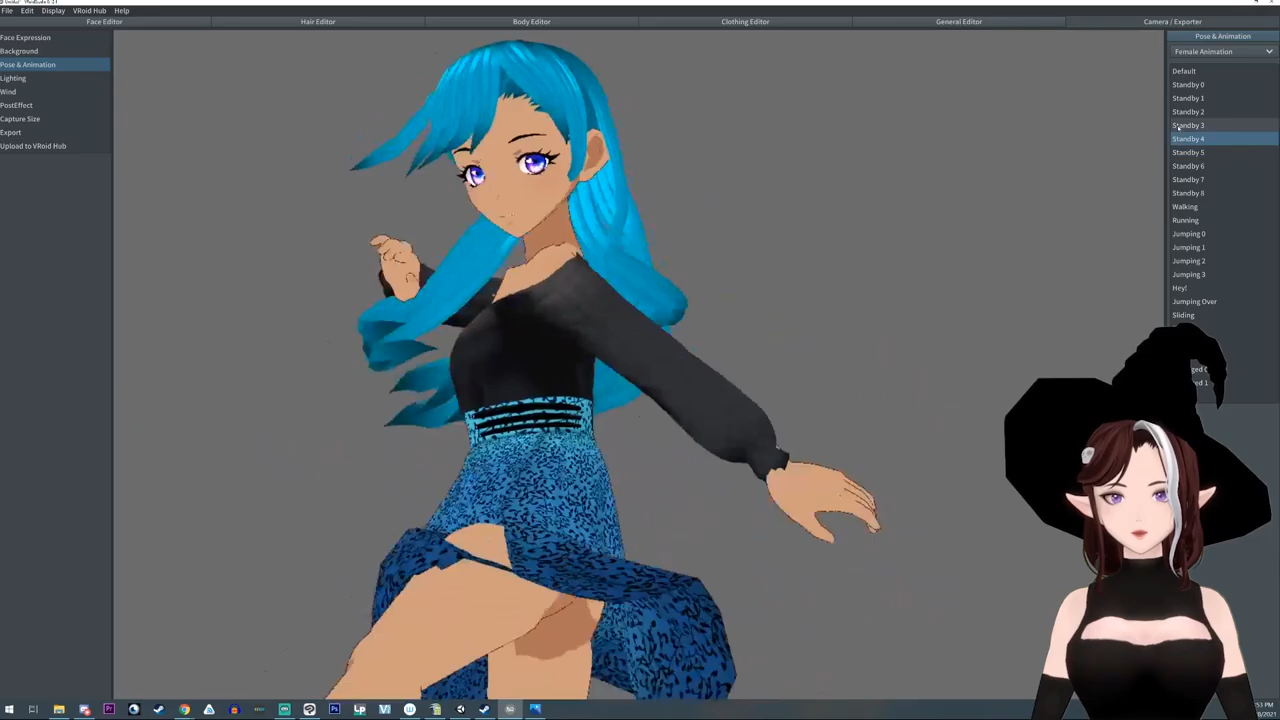 File Edit Display VRoid Hub Help
Face Editor Hair Editor Body Editor Clothing Editor General Editor Camera / Exporter
Face Expression
Background
Pose & Animation
Lighting
Wind
PostEffect
Capture Size
Export
Upload to VRoid Hub
Pose & Animation
Female Animation
Default
Standby 0
Standby 1
Standby 2
Standby 3
Standby 4
Standby 5
Standby 6
Standby 7
Standby 8
Walking
Running
Jumping 0
Jumping 1
Jumping 2
Jumping 3
Hey!
Jumping Over
Sliding